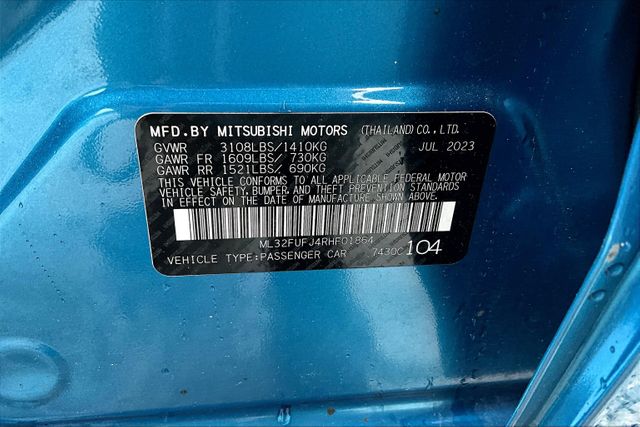 MFD.BY MITSUBISHI MOTORS (THAILAND) CO.,LTD.
GVWR 3108LBS/1410KG JUL 2023
GAWR FR 1609LBS/ 730KG
GAWR RR 1521LBS/ 690KG
THIS VEHICLE CONFORMS TO ALL APPLICABLE FEDERAL MOTOR
VEHICLE SAFETY, BUMPER, AND THEFT PREVENTION STANDARDS
IN EFFECT ON THE DATE OF MANUFACTURE SHOWN ABOVE.
ML32FUFJ4RHF01864
VEHICLE TYPE:PASSENGER CAR 7430C 104